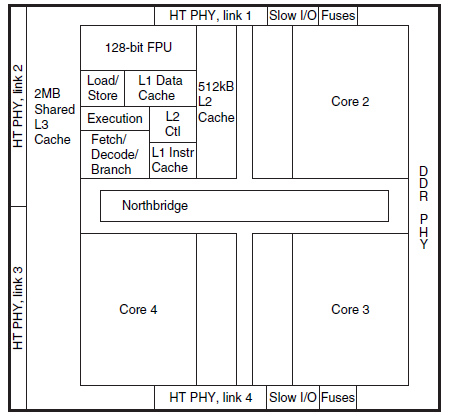 HT PHY, link 1
Slow I/O
Fuses
HT PHY, link 2
2MB
Shared
L3
Cache
128-bit FPU
Load/
Store
L1 Data
Cache
Execution
L2
Ctl
Fetch/
Decode/
Branch
L1 Instr
Cache
512kB
L2
Cache
Core 2
Northbridge
DDR PHY
HT PHY, link 3
Core 4
Core 3
HT PHY, link 4
Slow I/O
Fuses